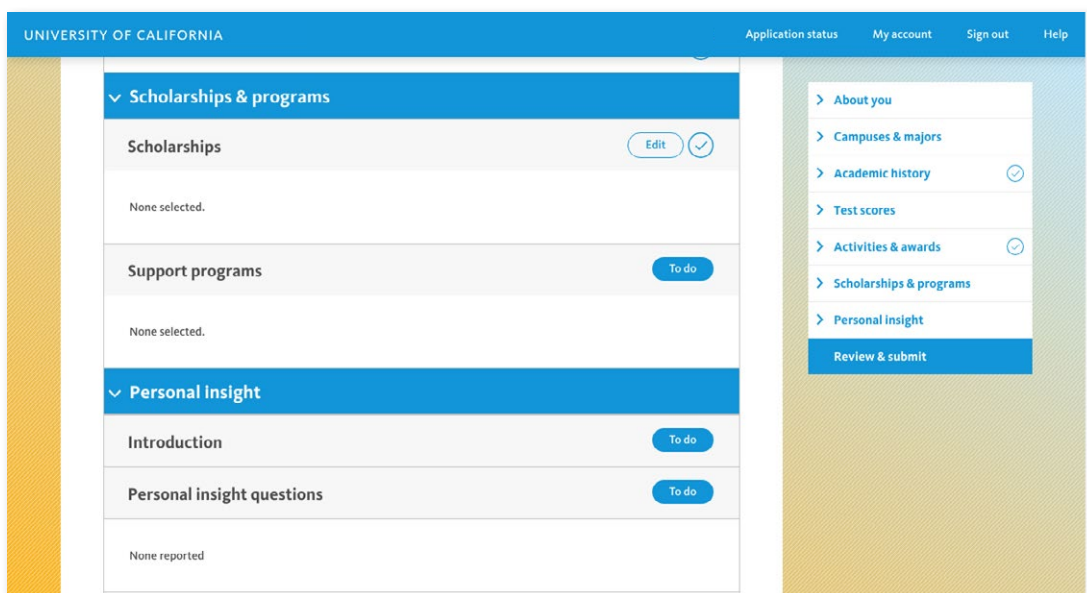 UNIVERSITY OF CALIFORNIA
Application status
My account
Sign out
Help
Scholarships & programs
Scholarships
Edit
None selected.
Support programs
To do
None selected.
Personal insight
Introduction
To do
Personal insight questions
To do
None reported
About you
Campuses & majors
Academic history
Test scores
Activities & awards
Scholarships & programs
Personal insight
Review & submit